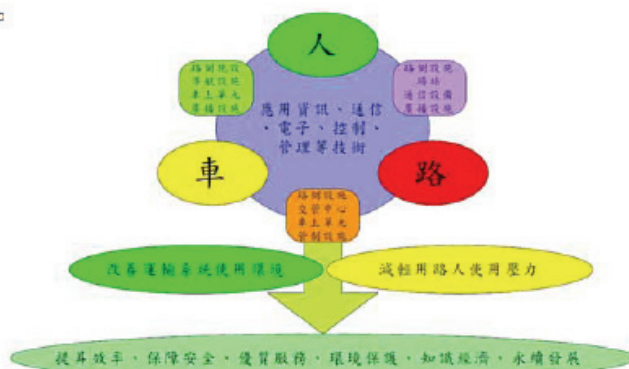 人
路側設施
導航設施
車上單元
廣播設施
路側設施
場站
通信設備
廣播設施
應用資訊、通信
、電子、控制、
管理等技術
車
路
路側設施
交管中心
車上單元
管制設施
改善運輸系統使用環境
減輕用路人使用壓力
提昇效率、保障安全、優質服務、環境保護、知識經濟、永續發展